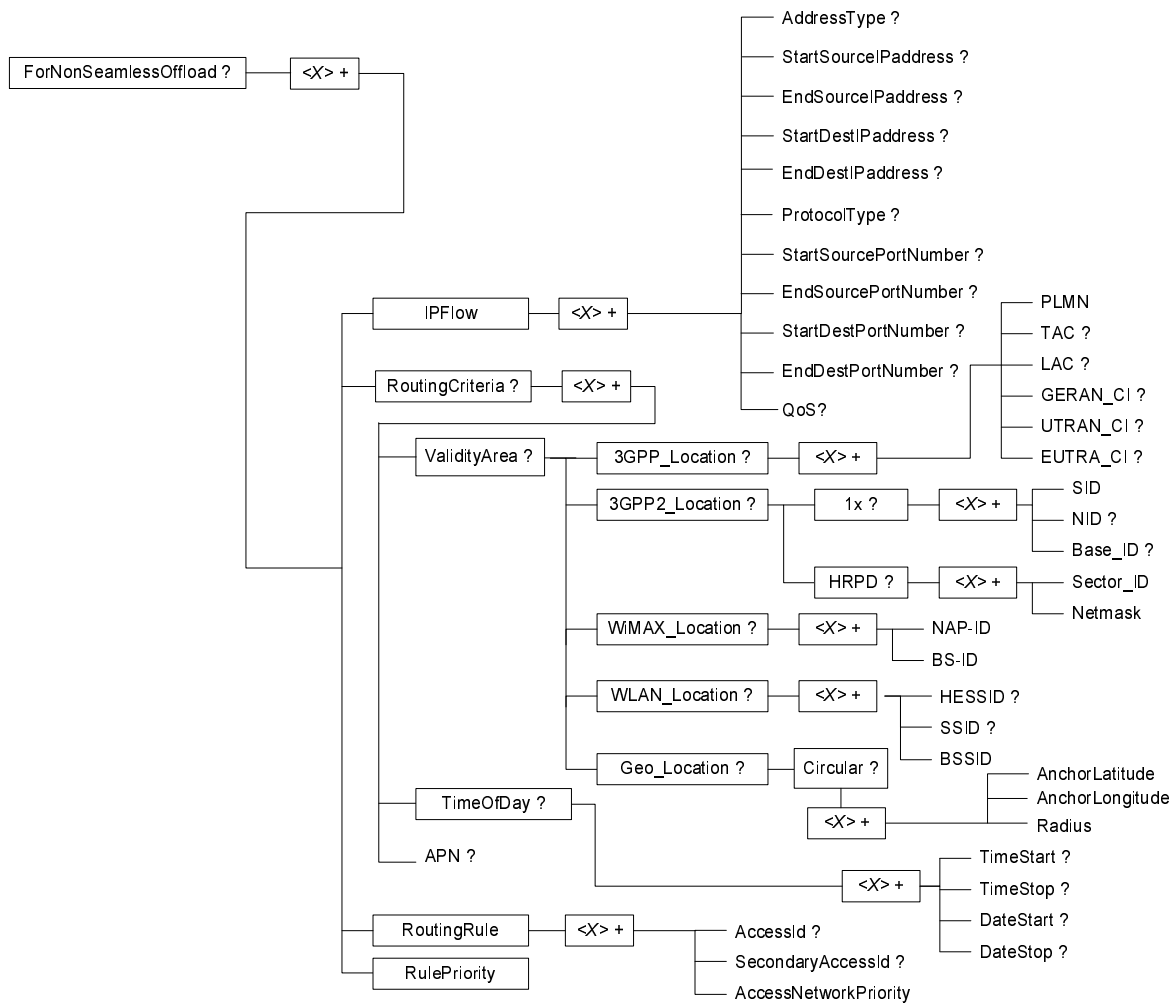 ForNonSeamlessOffload ?
<X> +
AddressType ?
StartSourceIPaddress ?
EndSourceIPaddress ?
StartDestIPaddress ?
EndDestIPaddress ?
ProtocolType ?
StartSourcePortNumber ?
EndSourcePortNumber ?
StartDestPortNumber ?
EndDestPortNumber ?
QoS?
IPFlow
<X> +
PLMN
TAC ?
LAC ?
GERAN_CI ?
UTRAN_CI ?
EUTRA_CI ?
RoutingCriteria ?
<X> +
ValidityArea ?
3GPP_Location ?
<X> +
3GPP2_Location ?
1x ?
<X> +
SID
NID ?
Base_ID ?
HRPD ?
<X> +
Sector_ID
Netmask
WiMAX_Location ?
<X> +
NAP-ID
BS-ID
WLAN_Location ?
<X> +
HESSID ?
SSID ?
BSSID
Geo_Location ?
Circular ?
<X> +
AnchorLatitude
AnchorLongitude
Radius
TimeOfDay ?
<X> +
TimeStart ?
TimeStop ?
DateStart ?
DateStop ?
APN ?
RoutingRule
<X> +
AccessId ?
SecondaryAccessId ?
AccessNetworkPriority
RulePriority